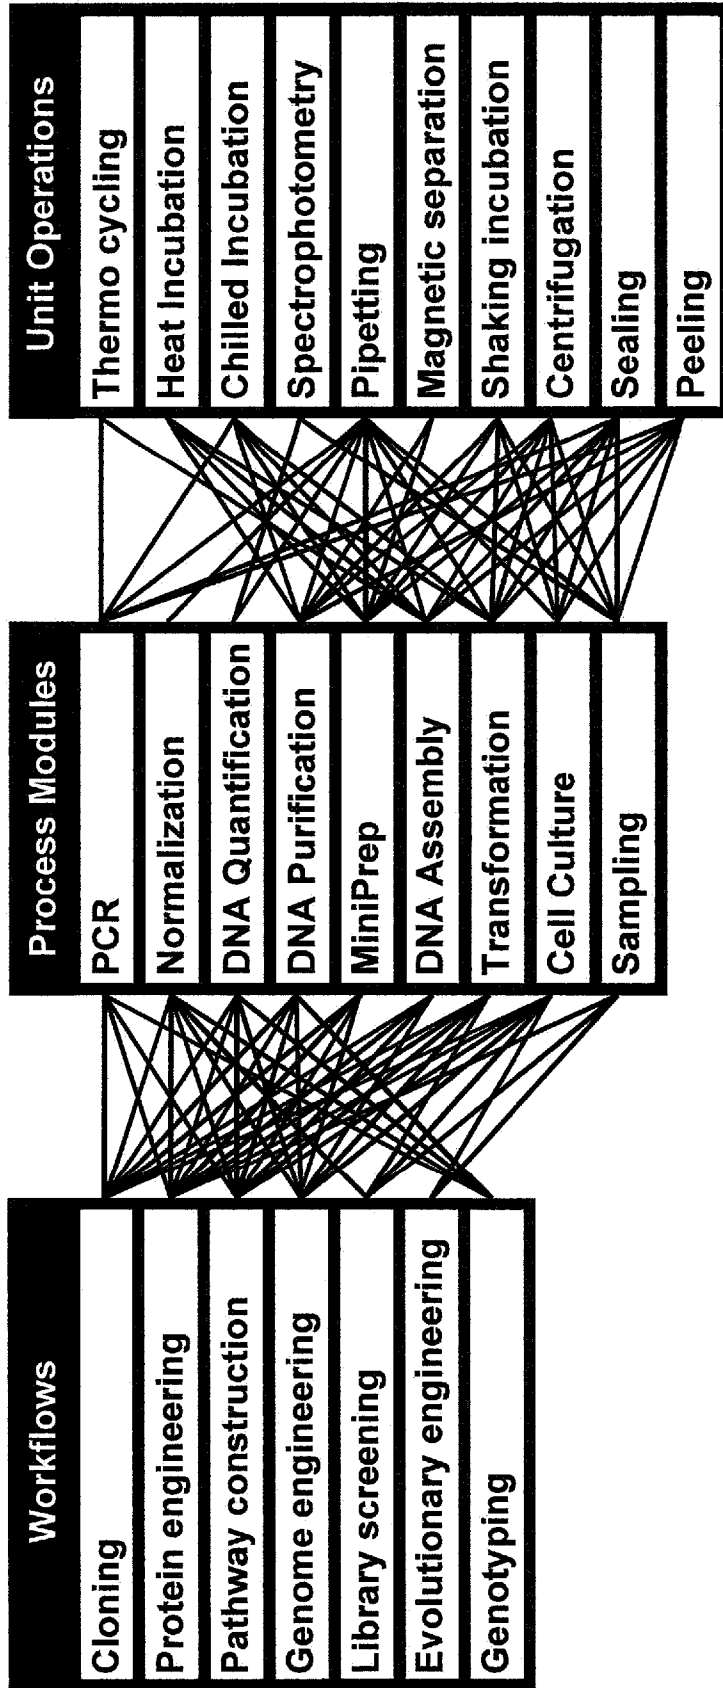 Workflows
Cloning
Protein engineering
Pathway construction
Genome engineering
Library screening
Evolutionary engineering
Genotyping
Process Modules
PCR
Normalization
DNA Quantification
DNA Purification
MiniPrep
DNA Assembly
Transformation
Cell Culture
Sampling
Unit Operations
Thermo cycling
Heat Incubation
Chilled Incubation
Spectrophotometry
Pipetting
Magnetic separation
Shaking incubation
Centrifugation
Sealing
Peeling